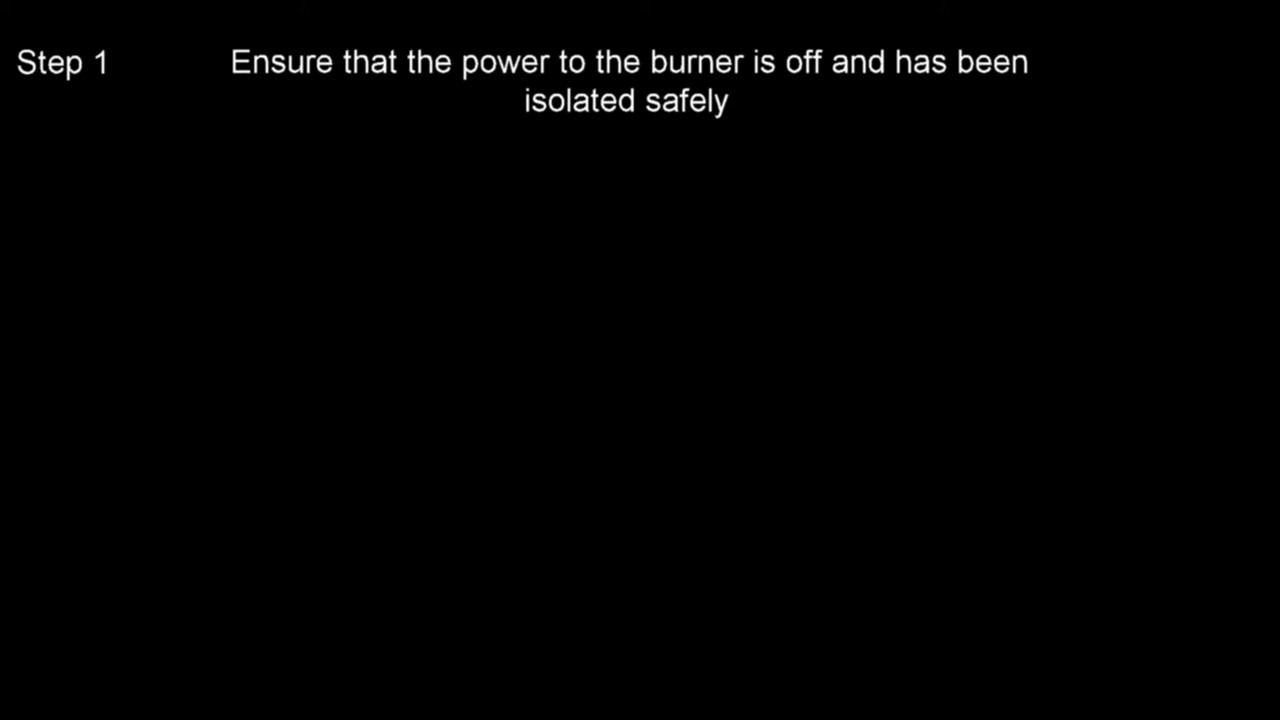 Step 1 Ensure that the power to the burner is off and has been
isolated safely